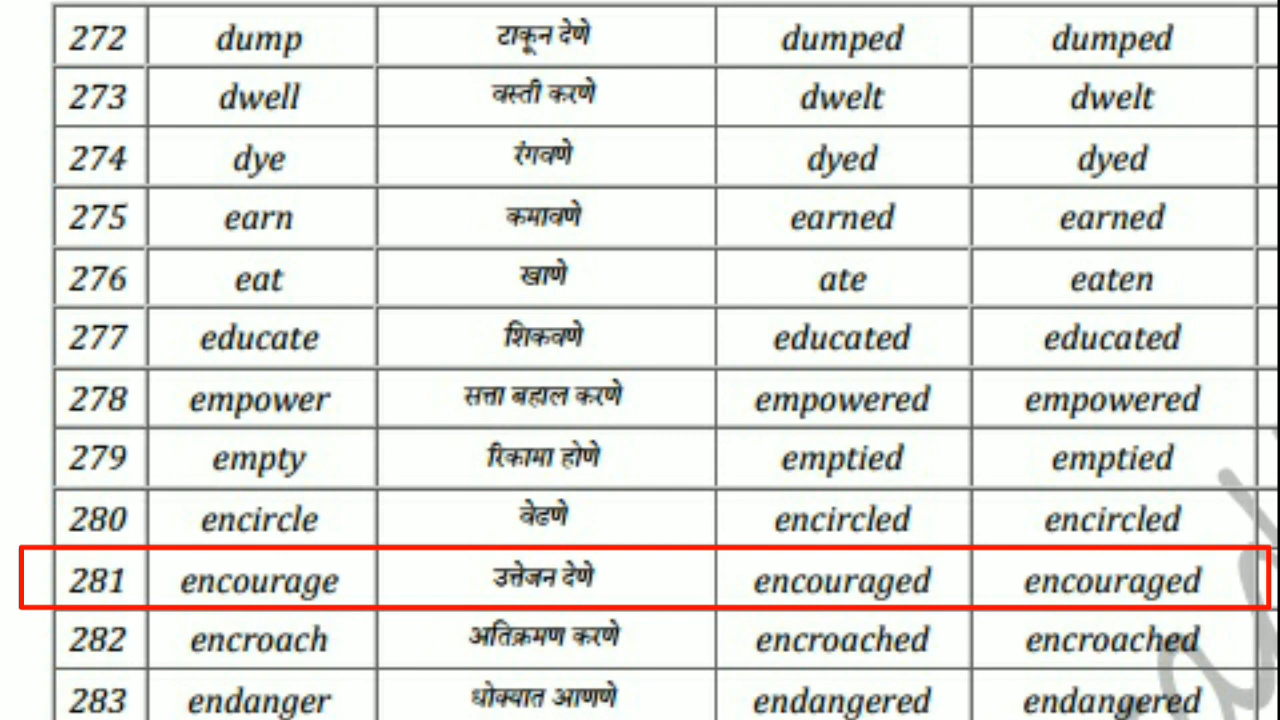 272 dump टाकून देणे dumped dumped
273 dwell वस्ती करणे dwelt dwelt
274 dye रंगवणे dyed dyed
275 earn कमावणे earned earned
276 eat खाणे ate eaten
277 educate शिकवणे educated educated
278 empower सत्ता बहाल करणे empowered empowered
279 empty रिकामा होणे emptied emptied
280 encircle वेढणे encircled encircled
281 encourage उत्तेजन देणे encouraged encouraged
282 encroach अतिक्रमण करणे encroached encroached
283 endanger धोक्यात आणणे endangered endangered